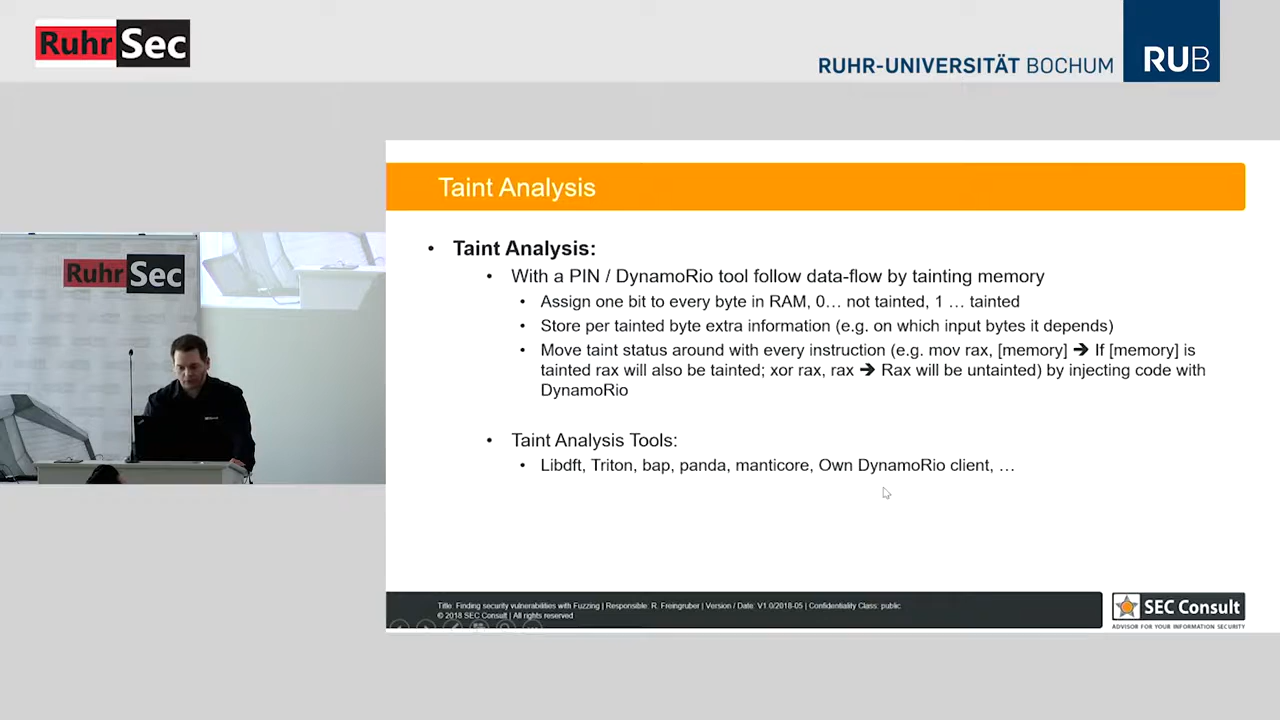 RuhrSec
RUHR-UNIVERSITÄT BOCHUM
RUB
Taint Analysis
• Taint Analysis:
• With a PIN / DynamoRio tool follow data-flow by tainting memory
• Assign one bit to every byte in RAM, 0… not tainted, 1 … tainted
• Store per tainted byte extra information (e.g. on which input bytes it depends)
• Move taint status around with every instruction (e.g. mov rax, [memory] ➔ If [memory] is
tainted rax will also be tainted; xor rax, rax ➔ Rax will be untainted) by injecting code with
DynamoRio
• Taint Analysis Tools:
• Libdft, Triton, bap, panda, manticore, Own DynamoRio client, …
RuhrSec
Title: Finding security vulnerabilities with Fuzzing | Responsible: R. Freingruber | Version / Date: V1.0/2018-05 | Confidentiality Class: public
© 2018 SEC Consult | All rights reserved
SEC Consult
ADVISOR FOR YOUR INFORMATION SECURITY